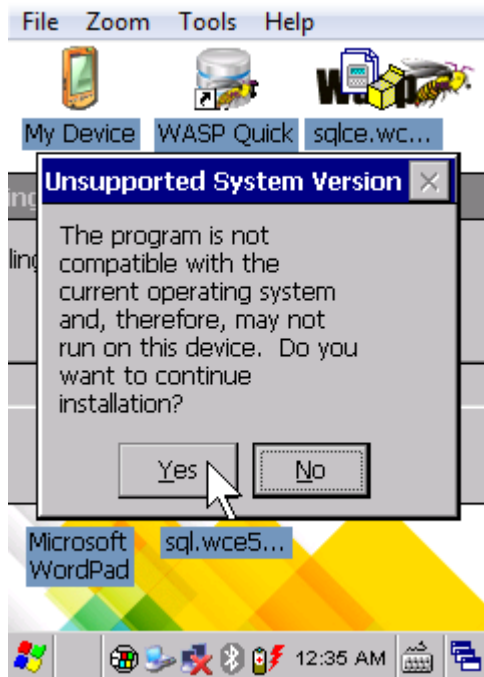 File Zoom Tools Help
My Device WASP Quick sqlce.wc...
Unsupported System Version
ing
The program is not
ling
compatible with the
current operating system
and, therefore, may not
run on this device. Do you
want to continue
installation?
Yes No
Microsoft sql.wce5...
WordPad
12:35 AM